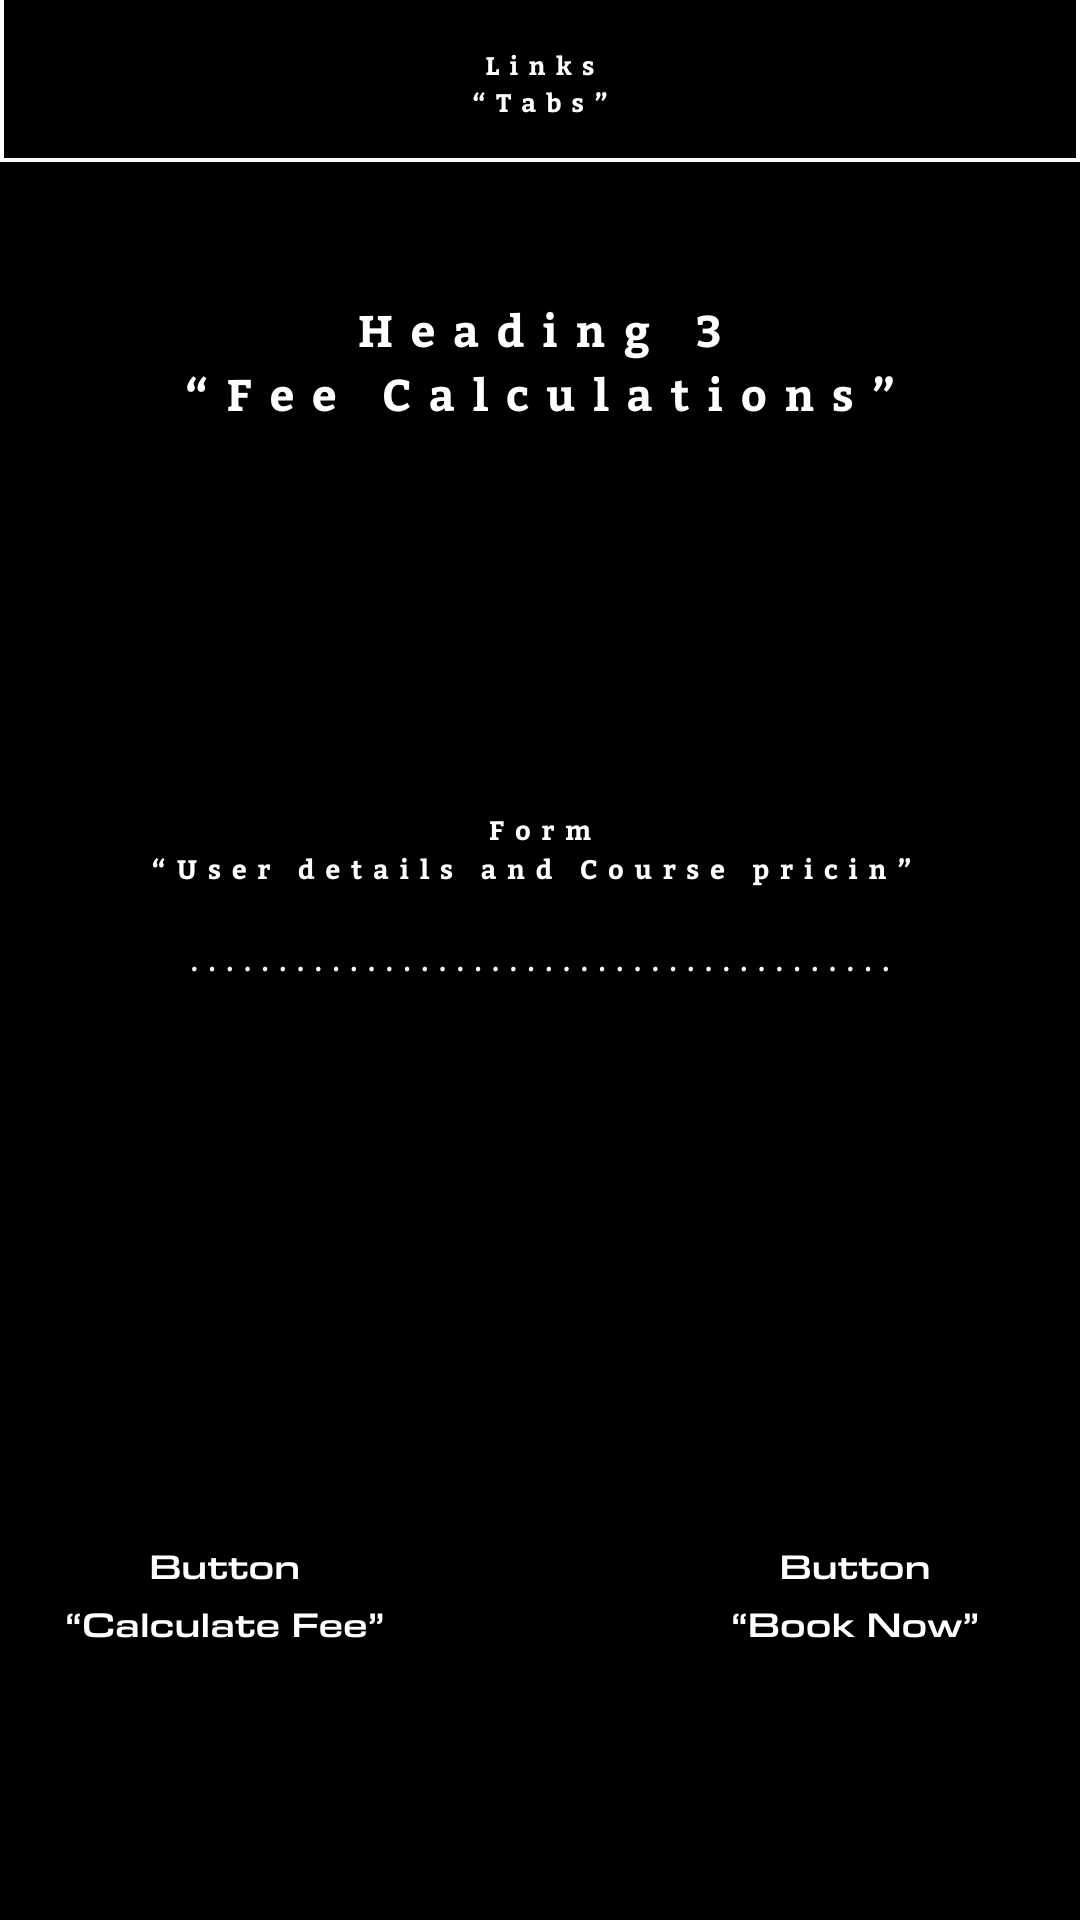 Links
“Tabs”
Heading 3
“Fee Calculations”
Form
“User details and Course pricin”
........................................
Button
“Calculate Fee”
Button
“Book Now”